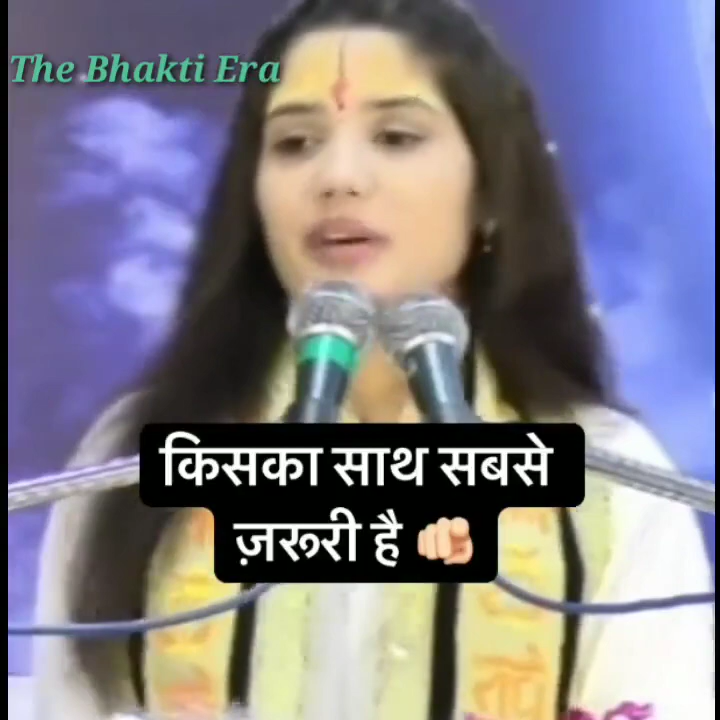 The Bhakti Era
किसका साथ सबसे
ज़रूरी है 🫵